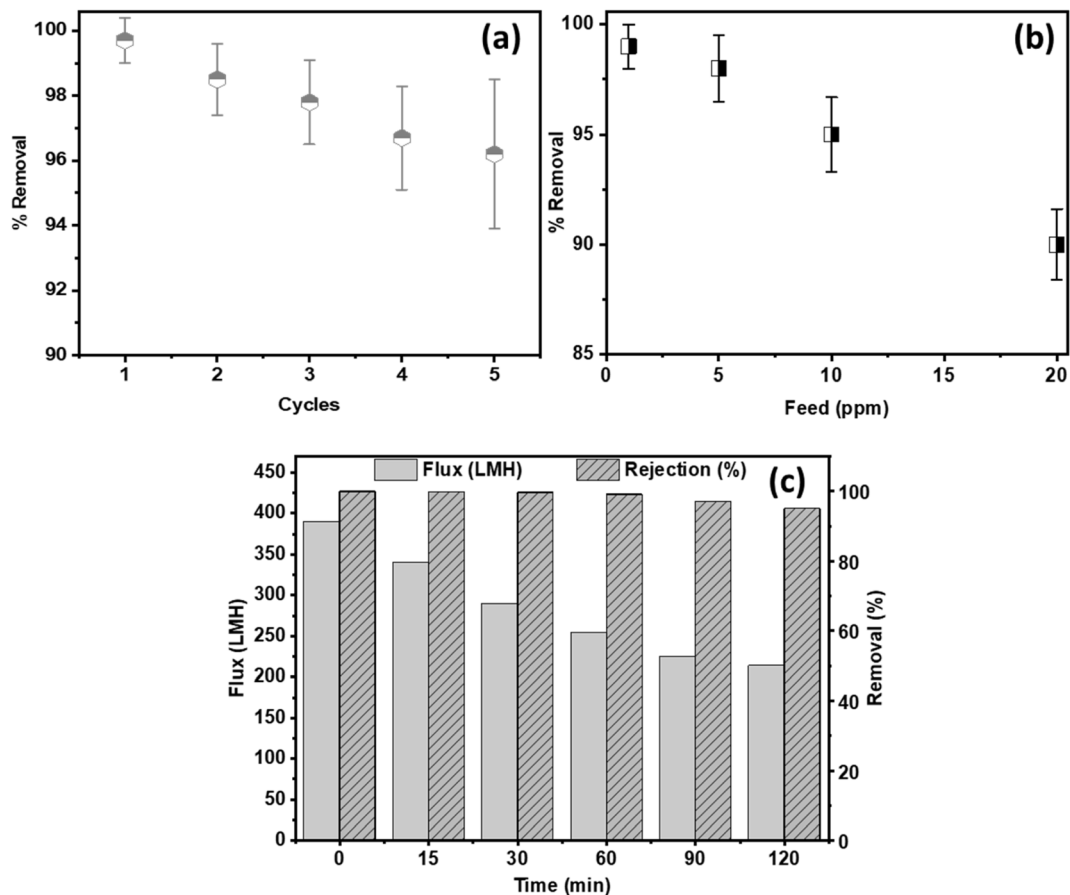 (a)
% Removal
100
98
96
94
92
90
1 2 3 4 5
Cycles
(b)
% Removal
100
95
90
85
0 5 10 15 20
Feed (ppm)
(c)
Flux (LMH) Rejection (%)
Flux (LMH)
450
400
350
300
250
200
150
100
50
0
Removal (%)
100
80
60
40
20
0
0 15 30 60 90 120
Time (min)